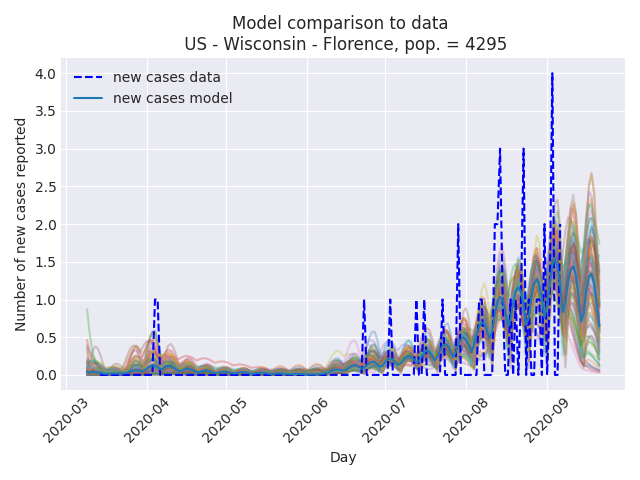 Model comparison to data
US - Wisconsin - Florence, pop. = 4295
new cases data
new cases model
Number of new cases reported
4.0
3.5
3.0
2.5
2.0
1.5
1.0
0.5
0.0
2020-03
2020-04
2020-05
2020-06
2020-07
2020-08
2020-09
Day